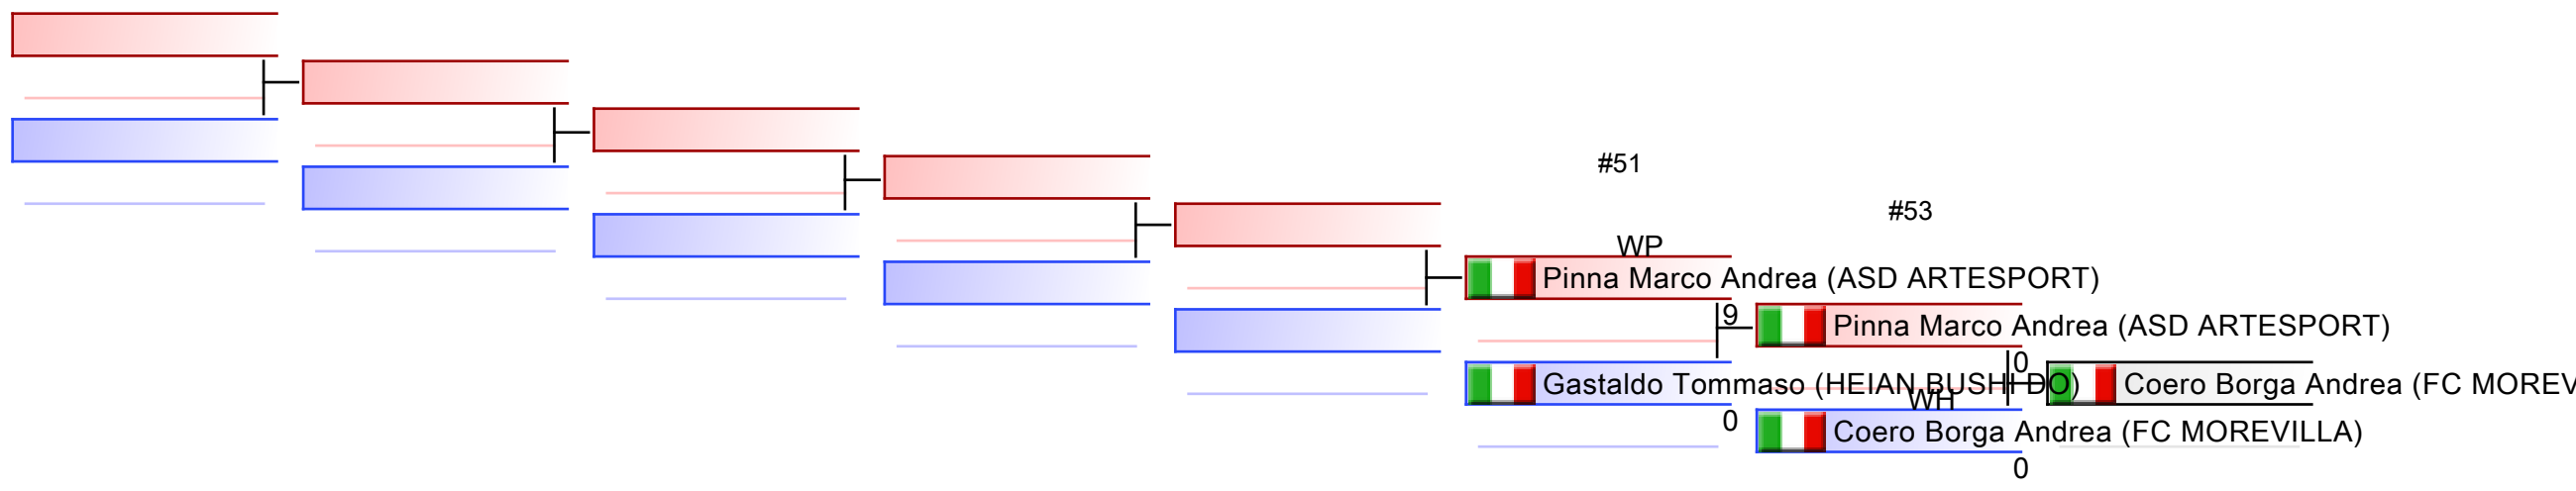 #51
#53
WP
Pinna Marco Andrea (ASD ARTESPORT)
9
Pinna Marco Andrea (ASD ARTESPORT)
0
Gastaldo Tommaso (HEIAN BUSHI DO)
Coero Borga Andrea (FC MOREV
WH
0
Coero Borga Andrea (FC MOREVILLA)
0